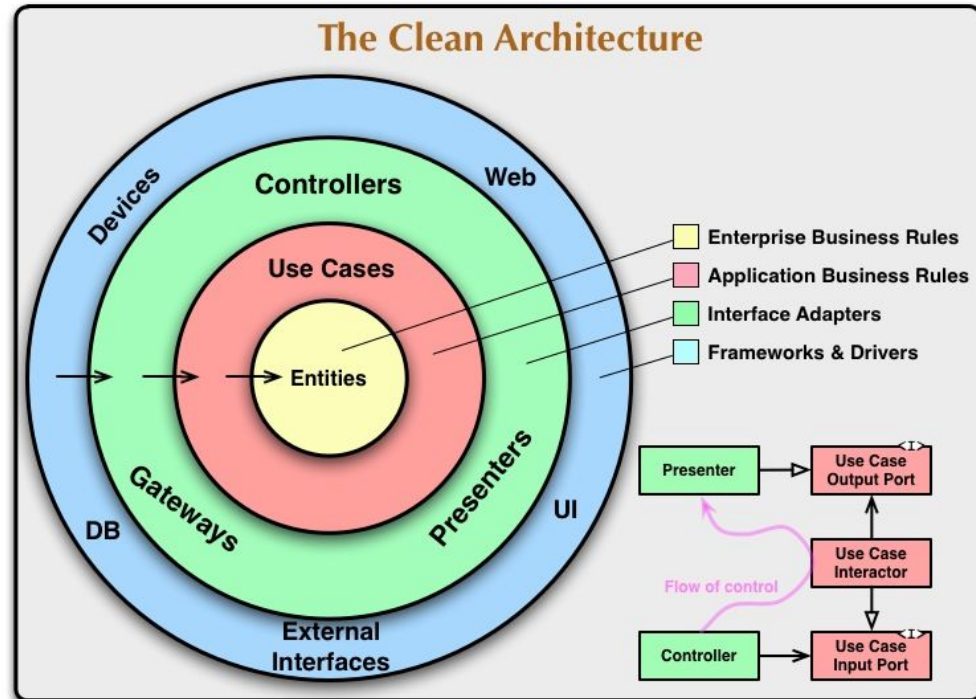 The Clean Architecture
Devices
Web
Controllers
Use Cases
Entities
Gateways
Presenters
DB
UI
External
Interfaces
Enterprise Business Rules
Application Business Rules
Interface Adapters
Frameworks & Drivers
Presenter
<I>
Use Case
Output Port
Flow of control
Use Case
Interactor
Controller
<I>
Use Case
Input Port